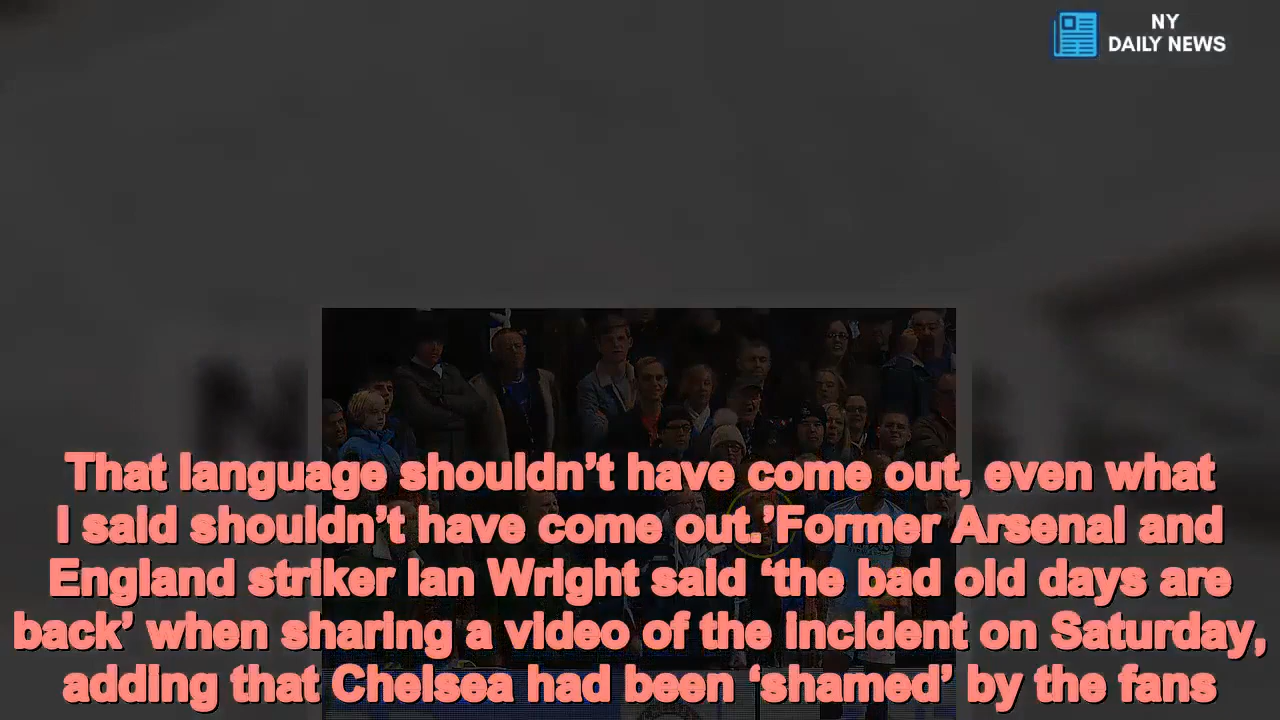 NY
DAILY NEWS
That language shouldn’t have come out, even what
I said shouldn’t have come out.’Former Arsenal and
England striker Ian Wright said ‘the bad old days are
back’ when sharing a video of the incident on Saturday,
adding that Chelsea had been ‘shamed’ by the fans